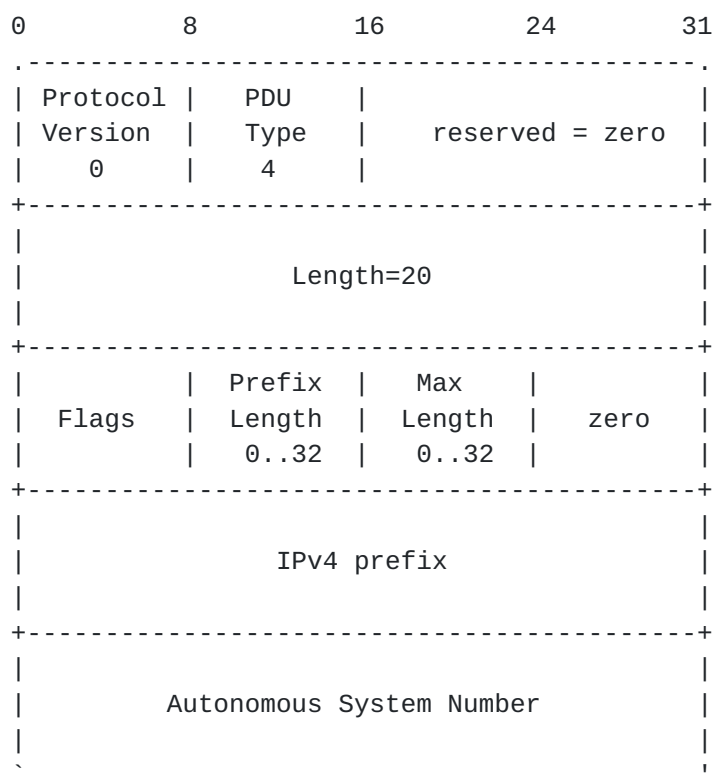 0 8 16 24 31
.-------------------------------------------.
| Protocol | PDU | |
| Version | Type | reserved = zero |
| 0 | 4 | |
+-------------------------------------------+
| |
| Length=20 |
| |
+-------------------------------------------+
| | Prefix | Max | |
| Flags | Length | Length | zero |
| | 0..32 | 0..32 | |
+-------------------------------------------+
| |
| IPv4 prefix |
| |
+-------------------------------------------+
| |
| Autonomous System Number |
| |
`-------------------------------------------'